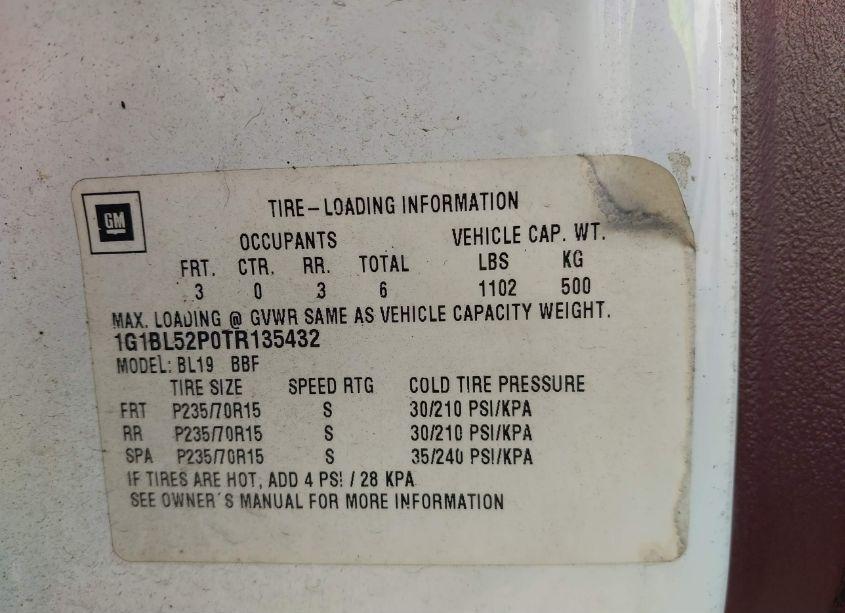 GM
TIRE-LOADING INFORMATION
OCCUPANTS VEHICLE CAP. WT.
FRT. CTR. RR. TOTAL LBS KG
3 0 3 6 1102 500
MAX. LOADING @ GVWR SAME AS VEHICLE CAPACITY WEIGHT.
1G1BL52P0TR135432
MODEL: BL19 BBF
TIRE SIZE SPEED RTG COLD TIRE PRESSURE
FRT P235/70R15 S 30/210 PSI/KPA
RR P235/70R15 S 30/210 PSI/KPA
SPA P235/70R15 S 35/240 PSI/KPA
IF TIRES ARE HOT, ADD 4 PSI / 28 KPA
SEE OWNER'S MANUAL FOR MORE INFORMATION